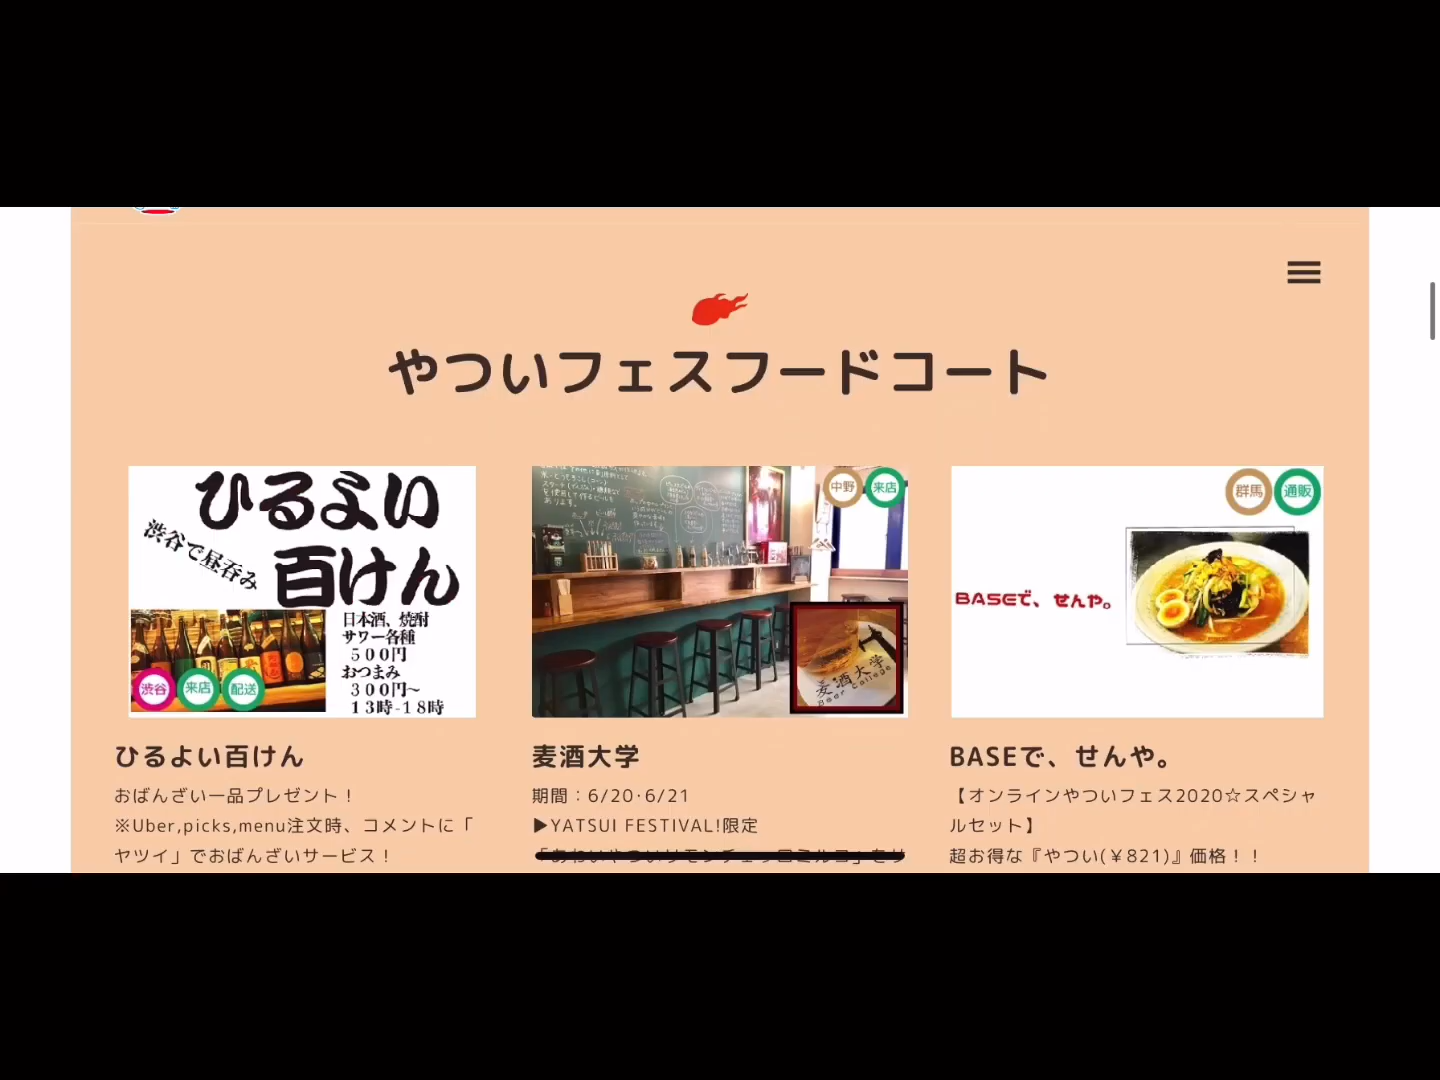 やついフェスフードコート
ひるよい
百けん
渋谷で昼呑み
日本酒、焼酎
サワー各種
５００円
おつまみ
３００円〜
１３時-１８時
渋谷 来店 配送
中野 来店
麦酒大学
Beer College
群馬 通販
BASEで、せんや。
ひるよい百けん
おばんざい一品プレゼント！
※Uber,picks,menu注文時、コメントに「
ヤツイ」でおばんざいサービス！
麦酒大学
期間：6/20･6/21
▶YATSUI FESTIVAL!限定
BASEで、せんや。
【オンラインやついフェス2020☆スペシャ
ルセット】
超お得な『やつい(￥821)』価格！！